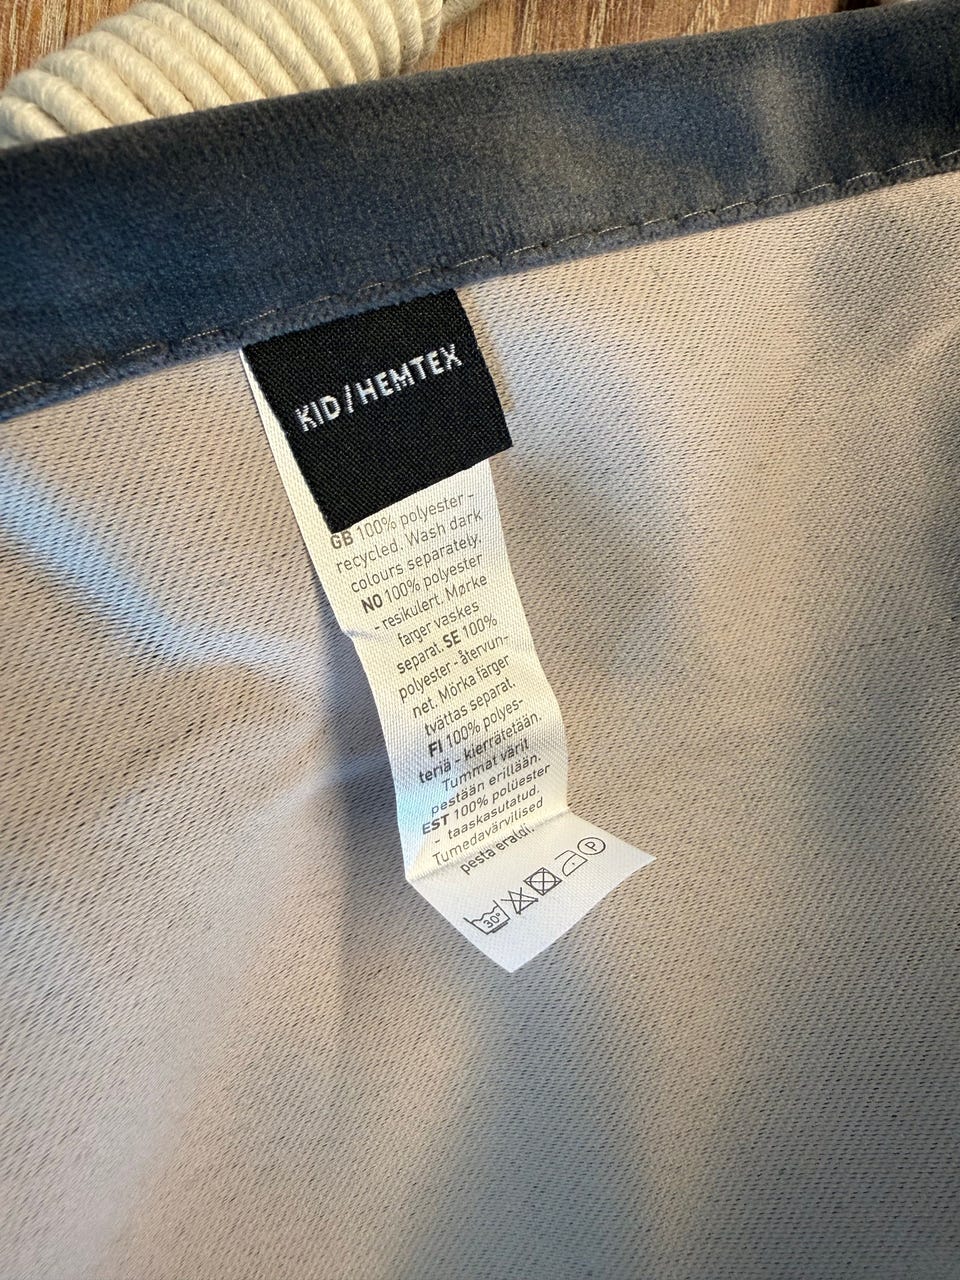 KID/HEMTEX
GB 100% polyester -
recycled. Wash dark
colours separately.
NO 100% polyester
- resikulert. Mørke
farger vaskes
separat. SE 100%
polyester - återvun-
net. Mörka färger
tvättas separat.
FI 100% polyes-
teriä - kierrätetään.
Tummat värit
pestään erillään.
EST 100% polüester
- taaskasutatud.
Tumedavärvilised
pesta eraldi.
30° P